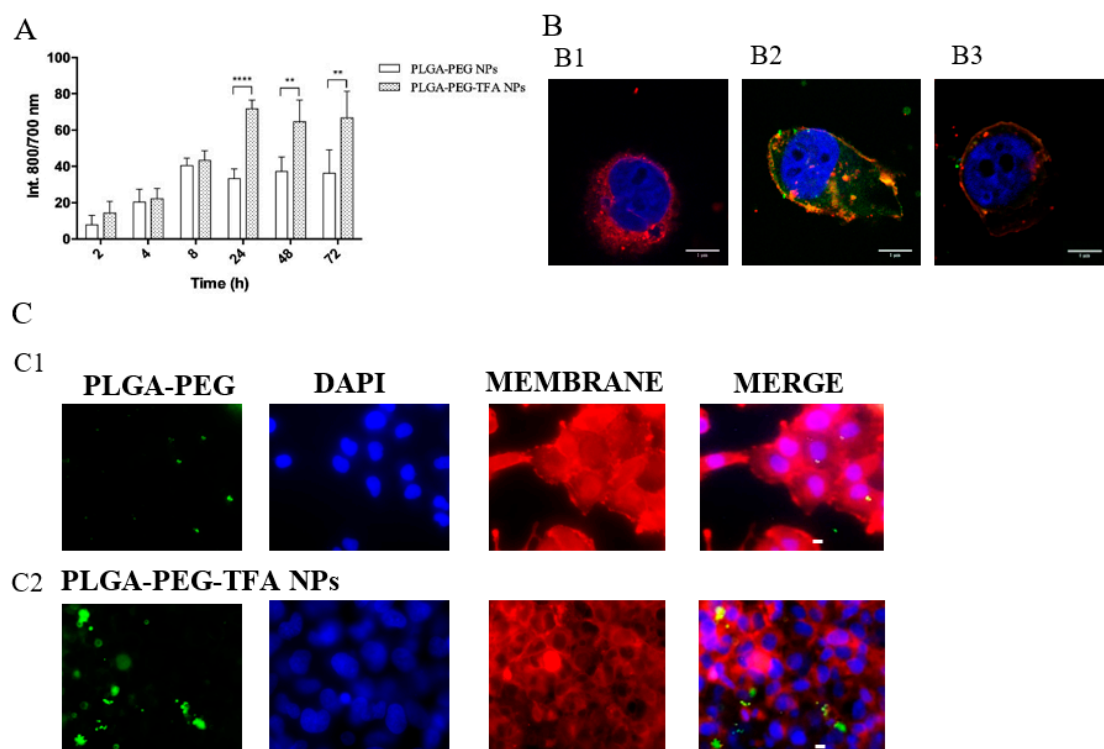 A
100
80
60
40
20
0
Int. 800/700 nm
2
4
8
24
48
72
Time (h)
****
**
**
PLGA-PEG NPs
PLGA-PEG-TFA NPs
B
B1
B2
B3
C
C1
PLGA-PEG
DAPI
MEMBRANE
MERGE
C2
PLGA-PEG-TFA NPs